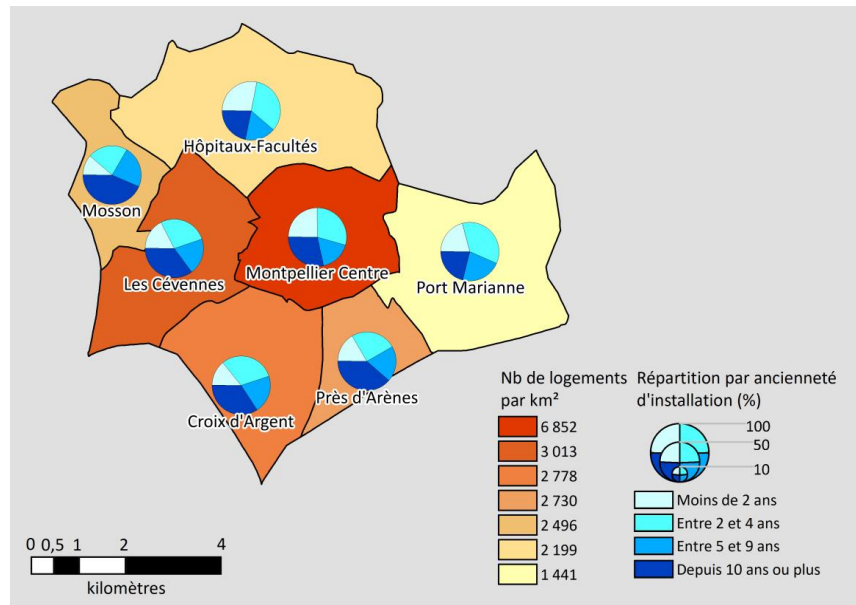 Hôpitaux-Facultés
Mosson
Les Cévennes
Montpellier Centre
Port Marianne
Croix d'Argent
Près d'Arènes
Nb de logements
par km²
6 852
3 013
2 778
2 730
2 496
2 199
1 441
Répartition par ancienneté
d'installation (%)
100
50
10
Moins de 2 ans
Entre 2 et 4 ans
Entre 5 et 9 ans
Depuis 10 ans ou plus
0 0,5 1 2 4
kilomètres